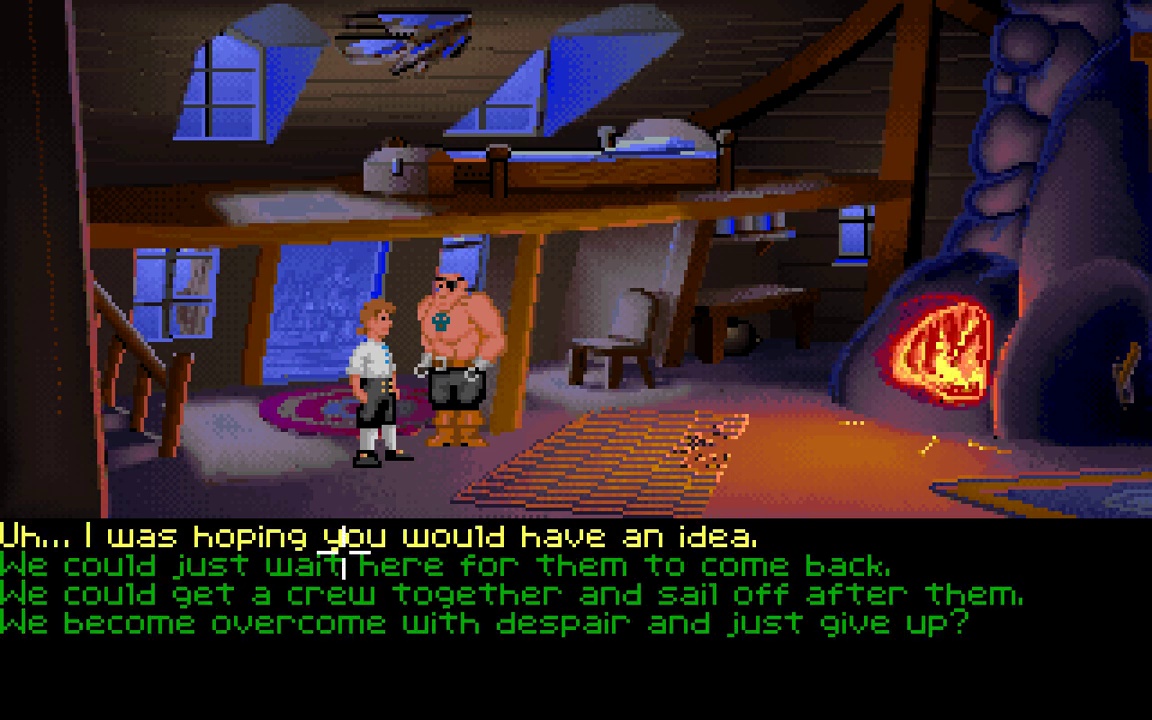 Uh... I was hoping you would have an idea.
We could just wait here for them to come back.
We could get a crew together and sail off after them.
We become overcome with despair and just give up?